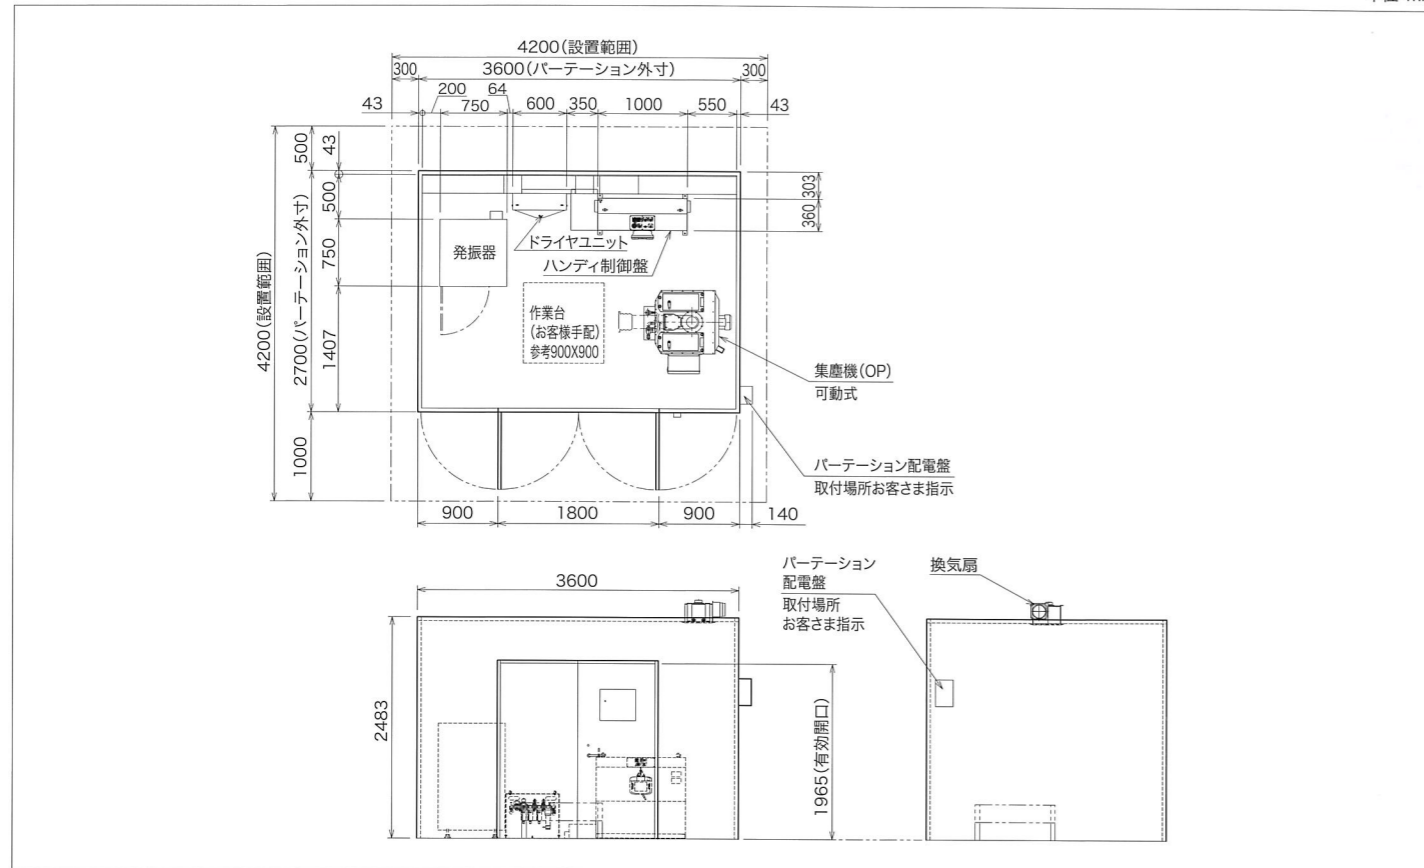 4200(設置範囲)
300
3600(パーテーション外寸)
300
43
200
750
64
600
350
1000
550
43
4200(設置範囲)
500
2700(パーテーション外寸)
1000
43
500
750
1407
303
360
発振器
ドライヤユニット
ハンディ制御盤
作業台
(お客様手配)
参考900X900
集塵機(OP)
可動式
パーテーション配電盤
取付場所お客さま指示
900
1800
900
140
3600
2483
1965(有効開口)
パーテーション
配電盤
取付場所
お客さま指示
換気扇